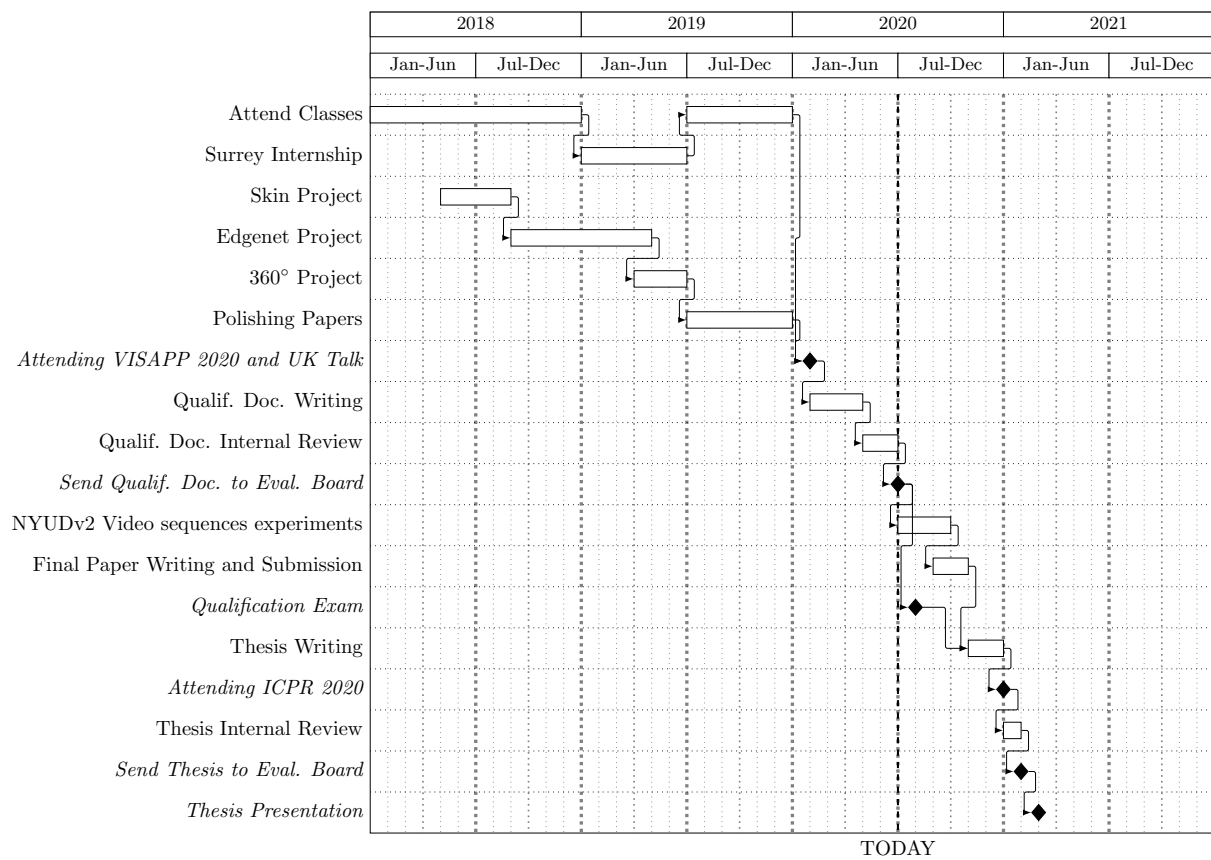 2018 2019 2020 2021
Jan-Jun Jul-Dec Jan-Jun Jul-Dec Jan-Jun Jul-Dec Jan-Jun Jul-Dec
Attend Classes
Surrey Internship
Skin Project
Edgenet Project
360° Project
Polishing Papers
Attending VISAPP 2020 and UK Talk
Qualif. Doc. Writing
Qualif. Doc. Internal Review
Send Qualif. Doc. to Eval. Board
NYUDv2 Video sequences experiments
Final Paper Writing and Submission
Qualification Exam
Thesis Writing
Attending ICPR 2020
Thesis Internal Review
Send Thesis to Eval. Board
Thesis Presentation
TODAY